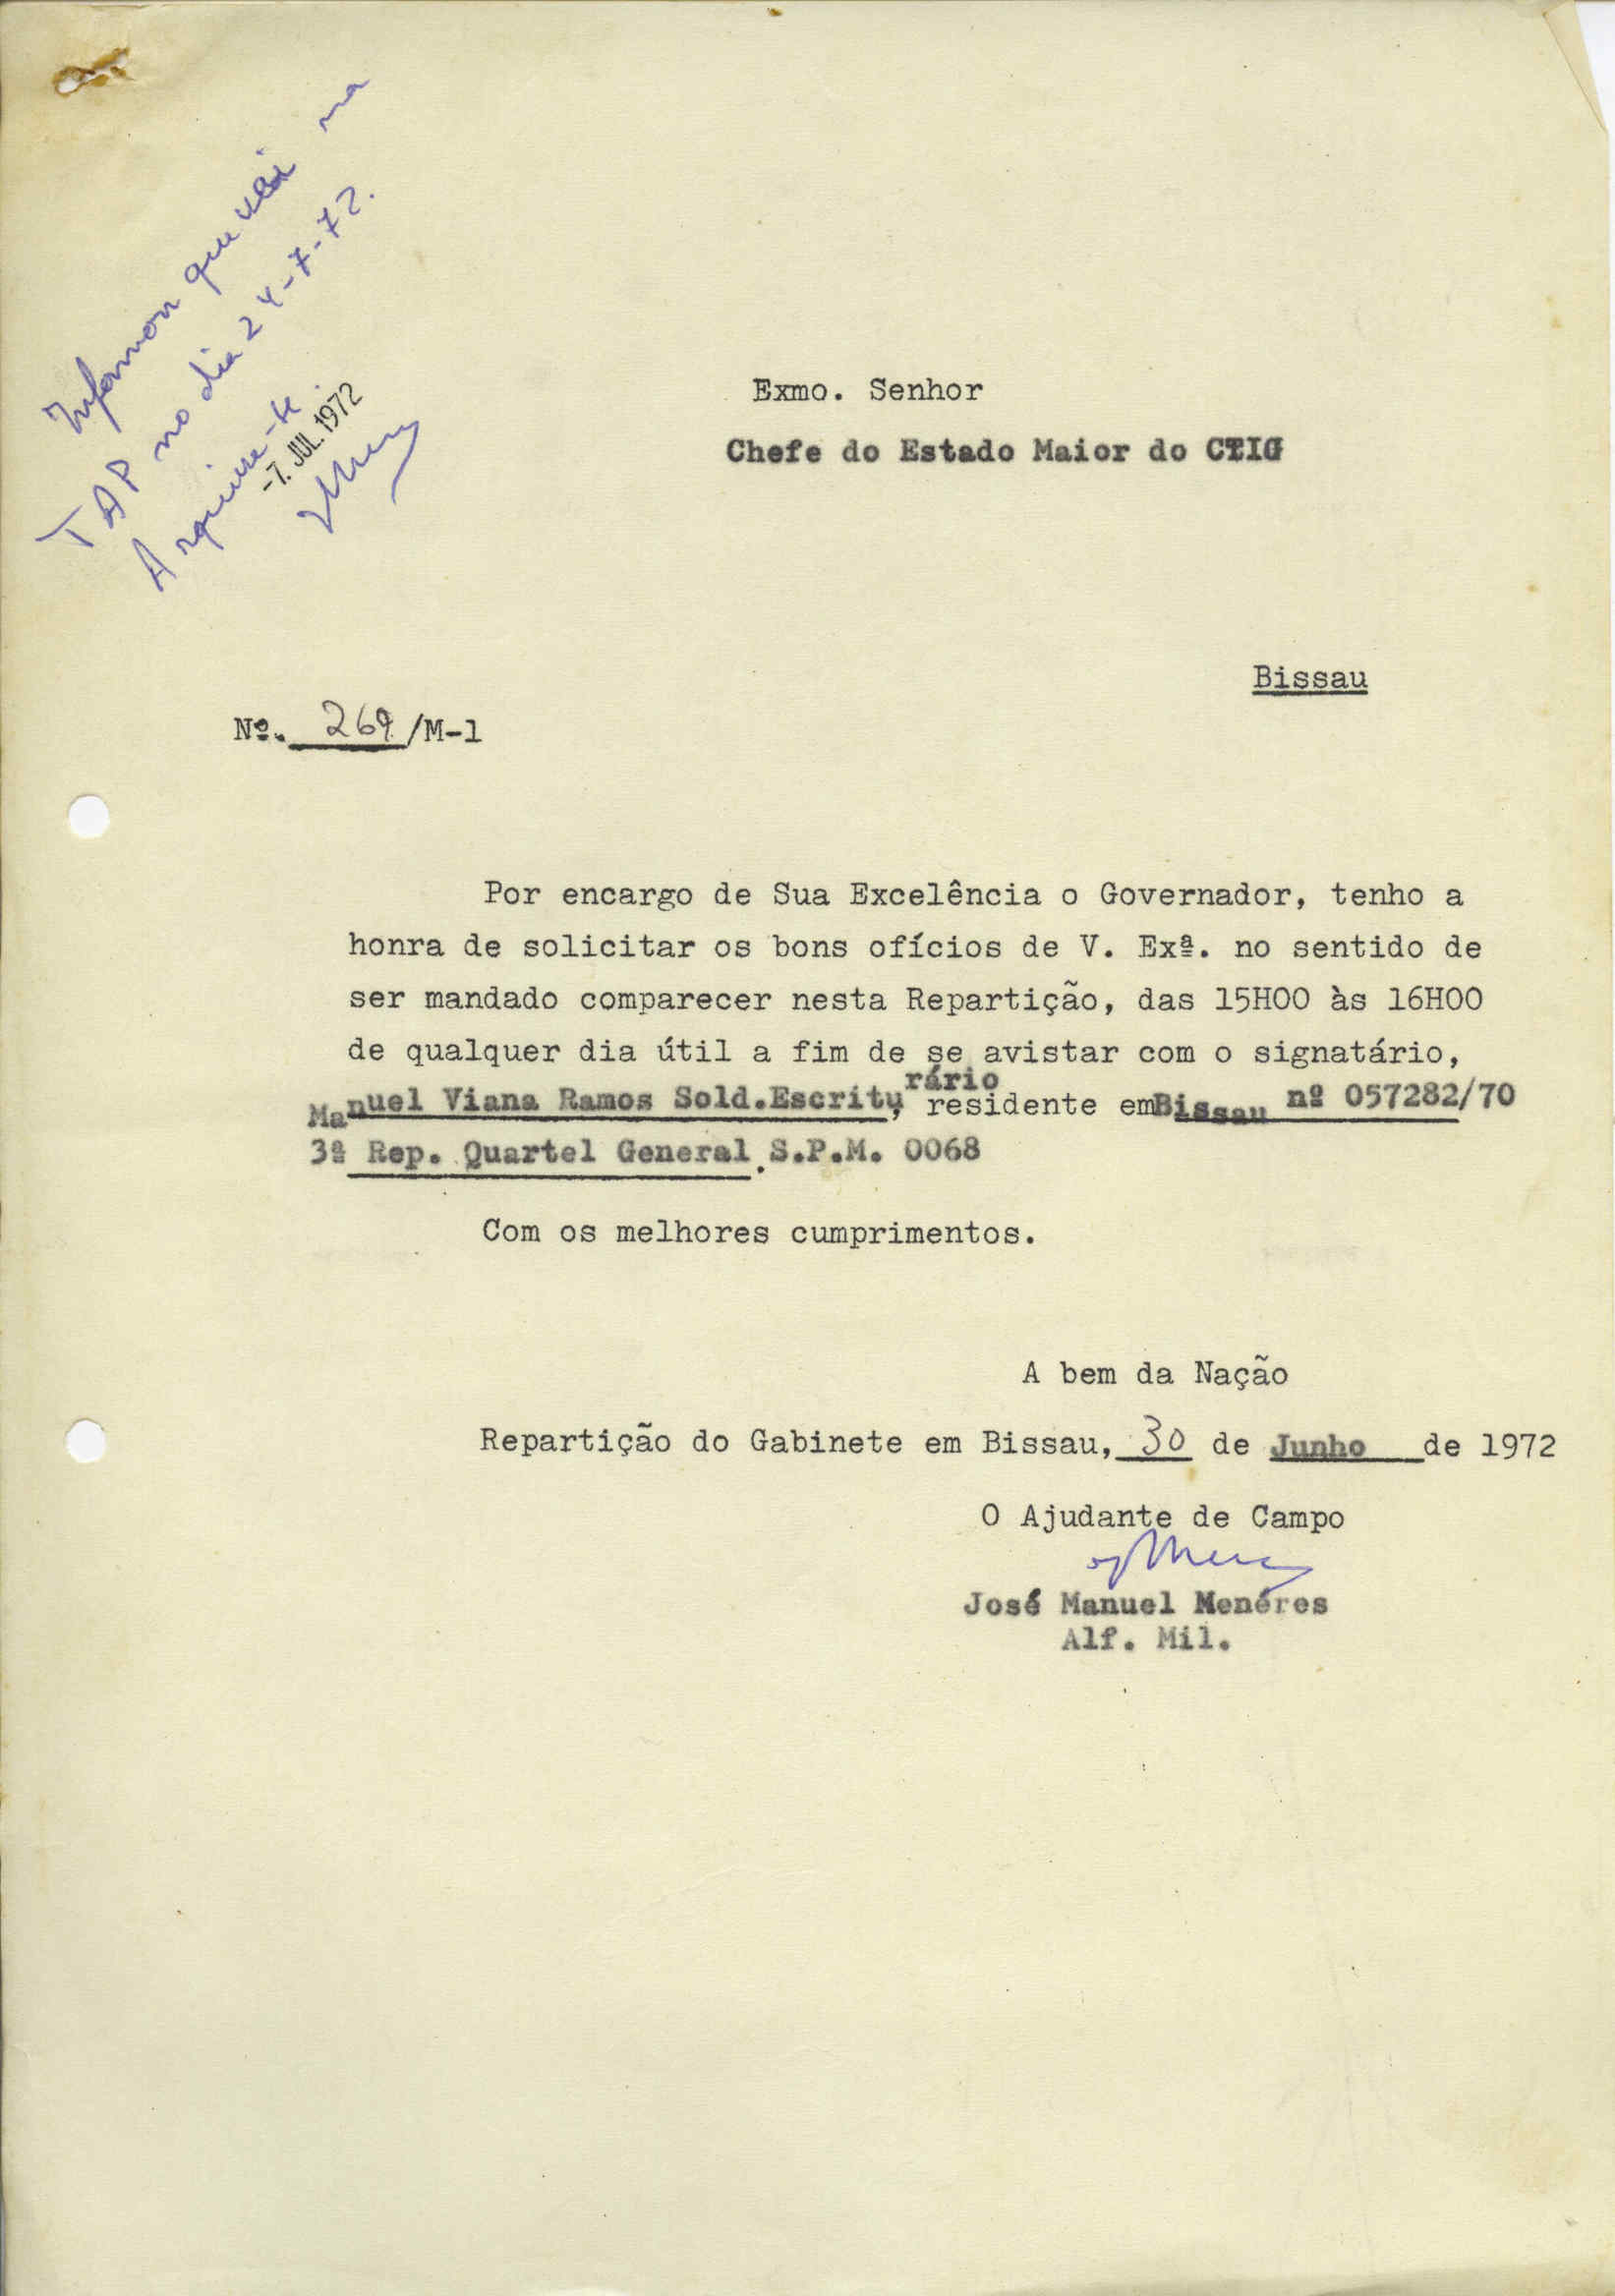 Informou que vai na
TAP no dia 24-7-72.
Arquive-se.
-7. JUL. 1972
Exmo. Senhor
Chefe do Estado Maior do CTIG
Bissau
Nº. 269 /M-1
Por encargo de Sua Excelência o Governador, tenho a
honra de solicitar os bons ofícios de V. Exª. no sentido de
ser mandado comparecer nesta Repartição, das 15H00 às 16H00
de qualquer dia útil a fim de se avistar com o signatário,
Manuel Viana Ramos Sold.Escriturário, residente em Bissau nº 057282/70
3ª Rep. Quartel General. S.P.M. 0068
Com os melhores cumprimentos.
A bem da Nação
Repartição do Gabinete em Bissau, 30 de Junho de 1972
O Ajudante de Campo
José Manuel Menéres
Alf. Mil.